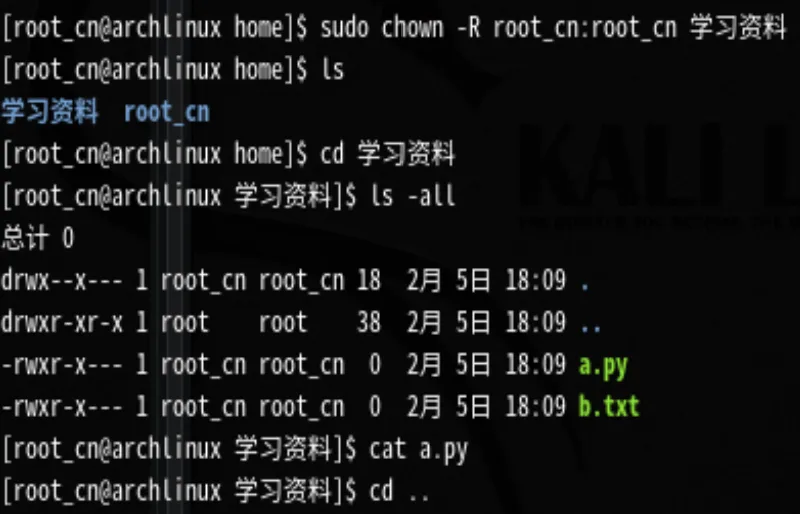 [root_cn@archlinux home]$ sudo chown -R root_cn:root_cn 学习资料
[root_cn@archlinux home]$ ls
学习资料  root_cn
[root_cn@archlinux home]$ cd 学习资料
[root_cn@archlinux 学习资料]$ ls -all
总计 0
drwx--x--- 1 root_cn root_cn 18  2月 5日 18:09 .
drwxr-xr-x 1 root    root    38  2月 5日 18:09 ..
-rwxr-x--- 1 root_cn root_cn  0  2月 5日 18:09 a.py
-rwxr-x--- 1 root_cn root_cn  0  2月 5日 18:09 b.txt
[root_cn@archlinux 学习资料]$ cat a.py
[root_cn@archlinux 学习资料]$ cd ..
KALI L